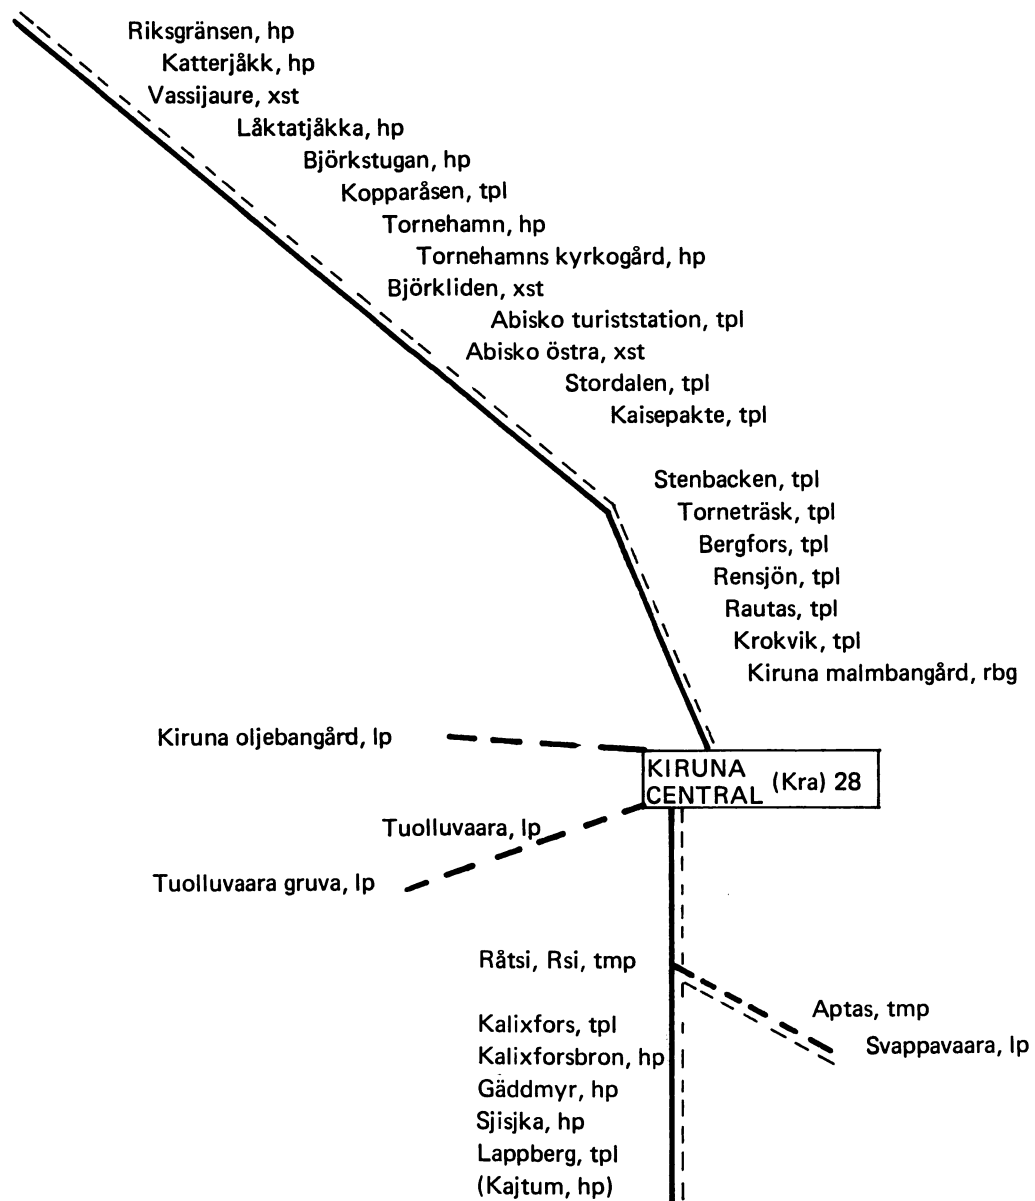 Riksgränsen, hp
Katterjåkk, hp
Vassijaure, xst
Låktatjåkka, hp
Björkstugan, hp
Kopparåsen, tpl
Tornehamn, hp
Tornehamns kyrkogård, hp
Björkliden, xst
Abisko turiststation, tpl
Abisko östra, xst
Stordalen, tpl
Kaisepakte, tpl
Stenbacken, tpl
Torneträsk, tpl
Bergfors, tpl
Rensjön, tpl
Rautas, tpl
Krokvik, tpl
Kiruna malmbangård, rbg
Kiruna oljebangård, lp
KIRUNA
CENTRAL (Kra) 28
Tuolluvaara, lp
Tuolluvaara gruva, lp
Råtsi, Rsi, tmp
Aptas, tmp
Svappavaara, lp
Kalixfors, tpl
Kalixforsbron, hp
Gäddmyr, hp
Sjisjka, hp
Lappberg, tpl
(Kajtum, hp)